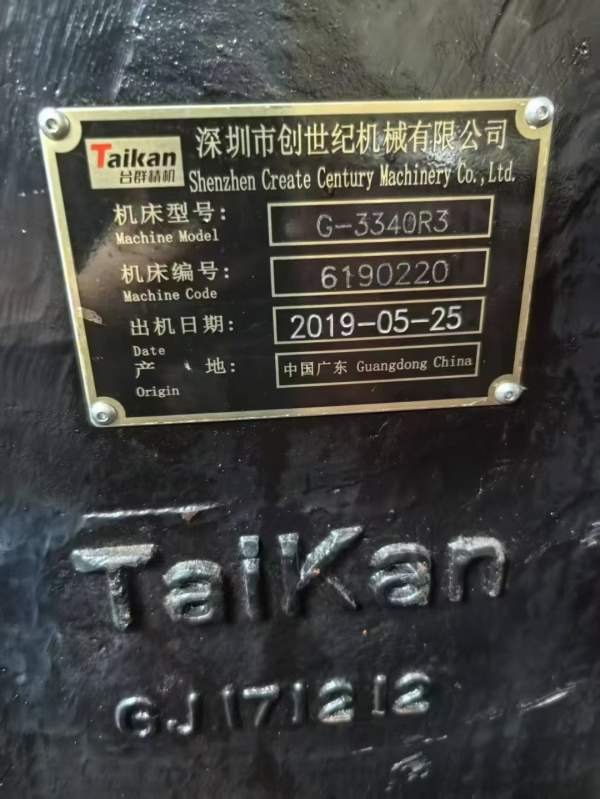 Taikan
台群精机
深圳市创世纪机械有限公司
Shenzhen Create Century Machinery Co.,Ltd.
机床型号: G-3340R3
Machine Model
机床编号: 6190220
Machine Code
出机日期: 2019-05-25
Date
产 地: 中国广东 Guangdong China
Origin
TaiKan
GJ171212